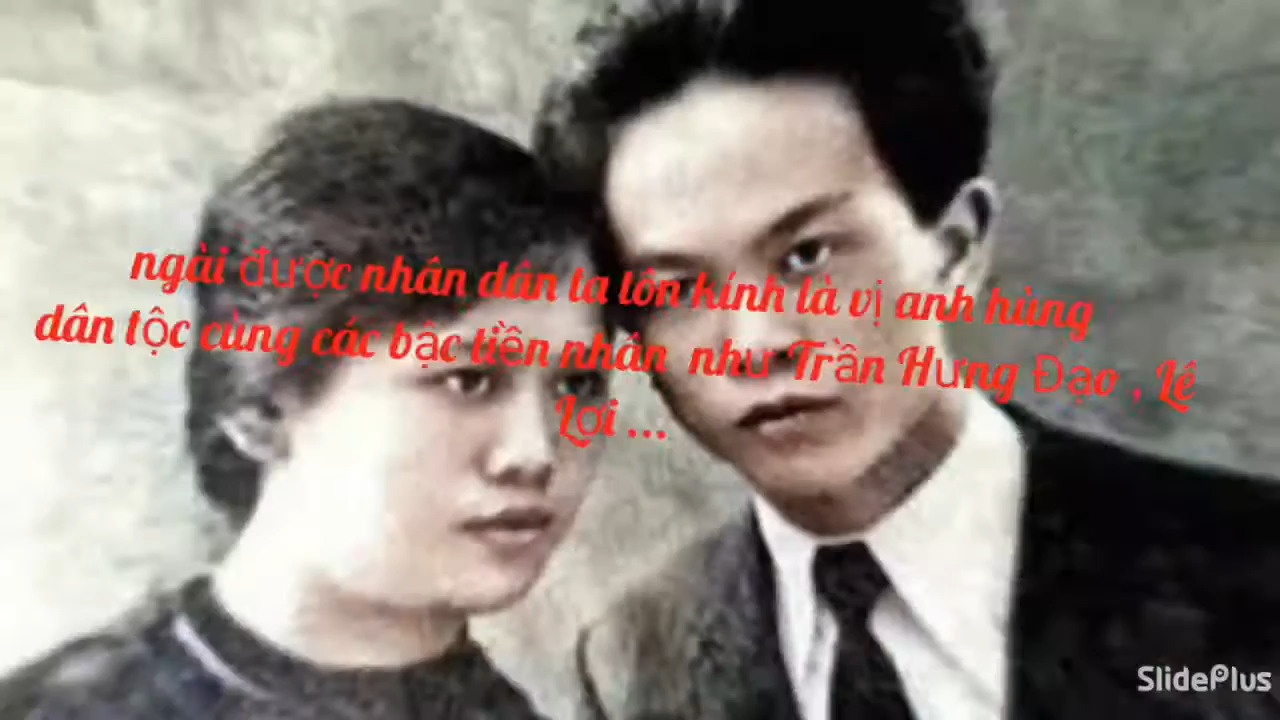 ngài được nhân dân ta tôn kính là vị anh hùng
dân tộc cùng các bậc tiền nhân như Trần Hưng Đạo , Lê
Lợi ...
SlidePlus